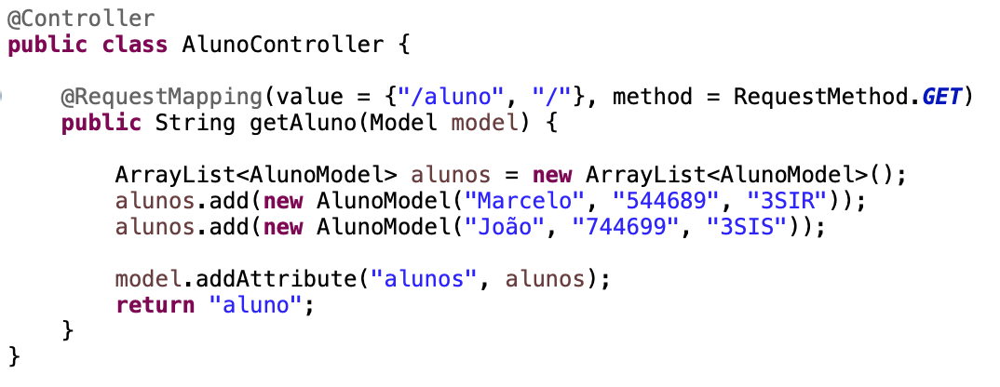 @Controller
public class AlunoController {
@RequestMapping(value = {"/aluno", "/"}, method = RequestMethod.GET)
public String getAluno(Model model) {
ArrayList<AlunoModel> alunos = new ArrayList<AlunoModel>();
alunos.add(new AlunoModel("Marcelo", "544689", "3SIR"));
alunos.add(new AlunoModel("João", "744699", "3SIS"));
model.addAttribute("alunos", alunos);
return "aluno";
}
}